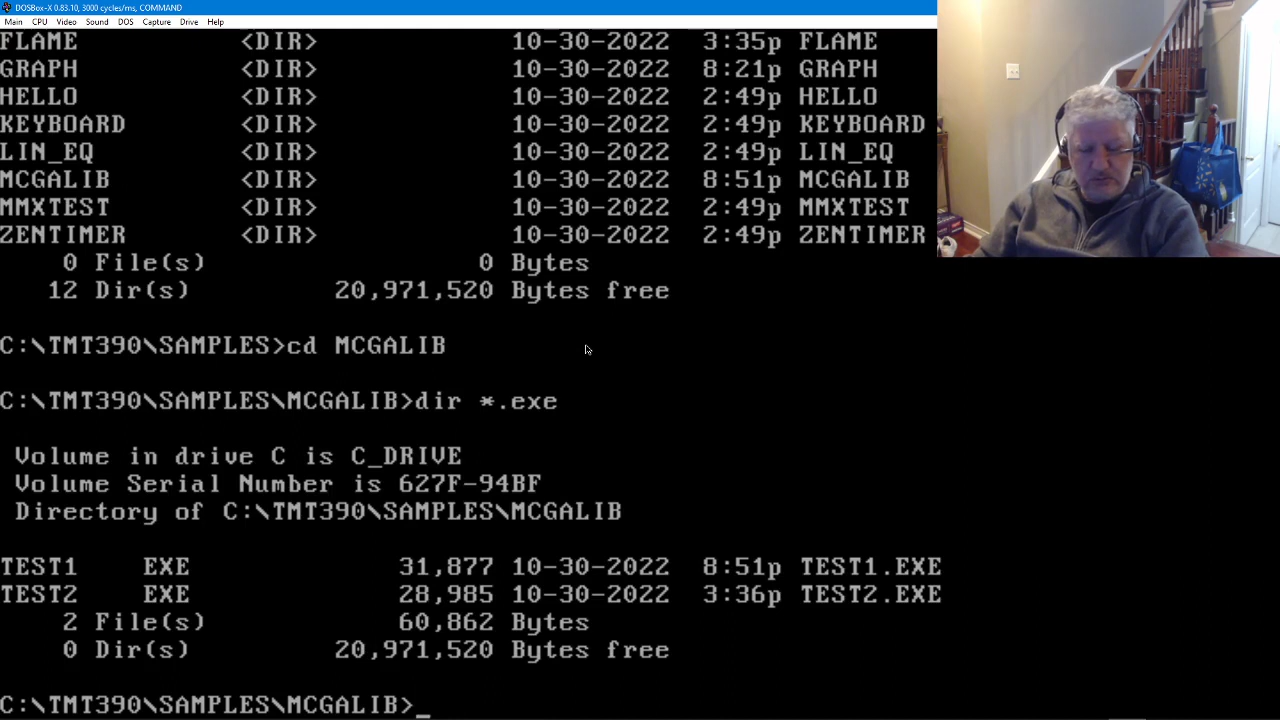 DOSBox-X 0.83.10, 3000 cycles/ms, COMMAND
Main CPU Video Sound DOS Capture Drive Help
FLAME <DIR> 10-30-2022 3:35p FLAME
GRAPH <DIR> 10-30-2022 8:21p GRAPH
HELLO <DIR> 10-30-2022 2:49p HELLO
KEYBOARD <DIR> 10-30-2022 2:49p KEYBOARD
LIN_EQ <DIR> 10-30-2022 2:49p LIN_EQ
MCGALIB <DIR> 10-30-2022 8:51p MCGALIB
MMXTEST <DIR> 10-30-2022 2:49p MMXTEST
ZENTIMER <DIR> 10-30-2022 2:49p ZENTIMER
0 File(s) 0 Bytes
12 Dir(s) 20,971,520 Bytes free
C:\TMT390\SAMPLES>cd MCGALIB
C:\TMT390\SAMPLES\MCGALIB>dir *.exe
Volume in drive C is C_DRIVE
Volume Serial Number is 627F-94BF
Directory of C:\TMT390\SAMPLES\MCGALIB
TEST1 EXE 31,877 10-30-2022 8:51p TEST1.EXE
TEST2 EXE 28,985 10-30-2022 3:36p TEST2.EXE
2 File(s) 60,862 Bytes
0 Dir(s) 20,971,520 Bytes free
C:\TMT390\SAMPLES\MCGALIB>_